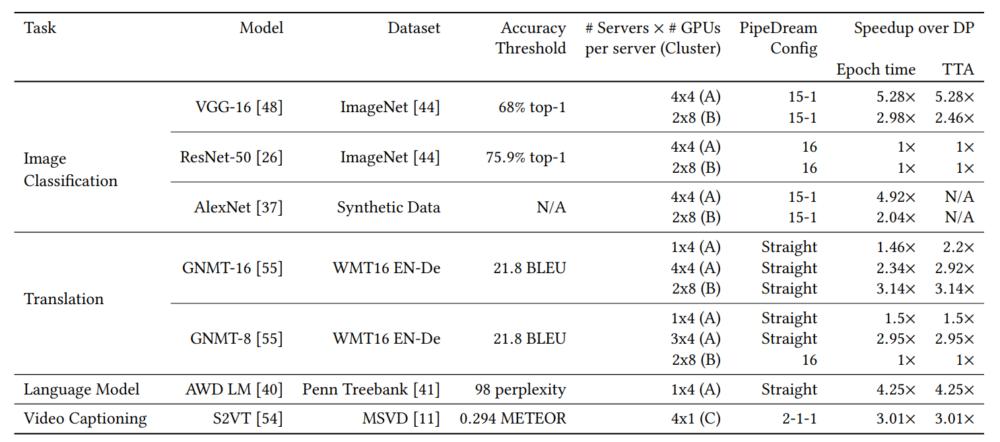 Task Model Dataset Accuracy Threshold # Servers × # GPUs per server (Cluster) PipeDream Config Speedup over DP
Epoch time TTA
Image Classification
VGG-16 [48] ImageNet [44] 68% top-1
4x4 (A) 15-1 5.28× 5.28×
2x8 (B) 15-1 2.98× 2.46×
ResNet-50 [26] ImageNet [44] 75.9% top-1
4x4 (A) 16 1× 1×
2x8 (B) 16 1× 1×
AlexNet [37] Synthetic Data N/A
4x4 (A) 15-1 4.92× N/A
2x8 (B) 15-1 2.04× N/A
Translation
GNMT-16 [55] WMT16 EN-De 21.8 BLEU
1x4 (A) Straight 1.46× 2.2×
4x4 (A) Straight 2.34× 2.92×
2x8 (B) Straight 3.14× 3.14×
GNMT-8 [55] WMT16 EN-De 21.8 BLEU
1x4 (A) Straight 1.5× 1.5×
3x4 (A) Straight 2.95× 2.95×
2x8 (B) 16 1× 1×
Language Model AWD LM [40] Penn Treebank [41] 98 perplexity 1x4 (A) Straight 4.25× 4.25×
Video Captioning S2VT [54] MSVD [11] 0.294 METEOR 4x1 (C) 2-1-1 3.01× 3.01×